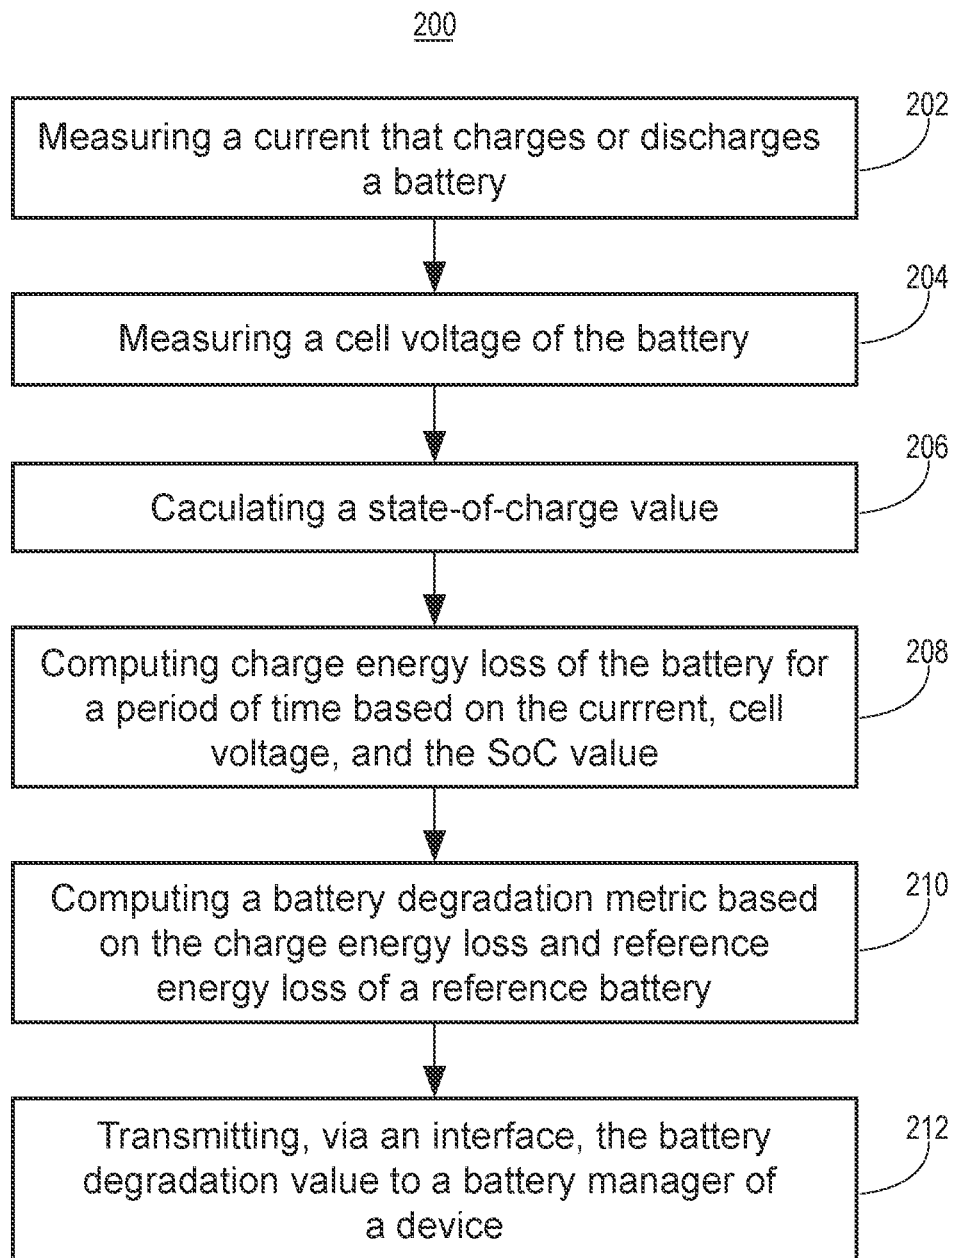 200
202
Measuring a current that charges or discharges
a battery
204
Measuring a cell voltage of the battery
206
Caculating a state-of-charge value
208
Computing charge energy loss of the battery for
a period of time based on the currrent, cell
voltage, and the SoC value
210
Computing a battery degradation metric based
on the charge energy loss and reference
energy loss of a reference battery
212
Transmitting, via an interface, the battery
degradation value to a battery manager of
a device